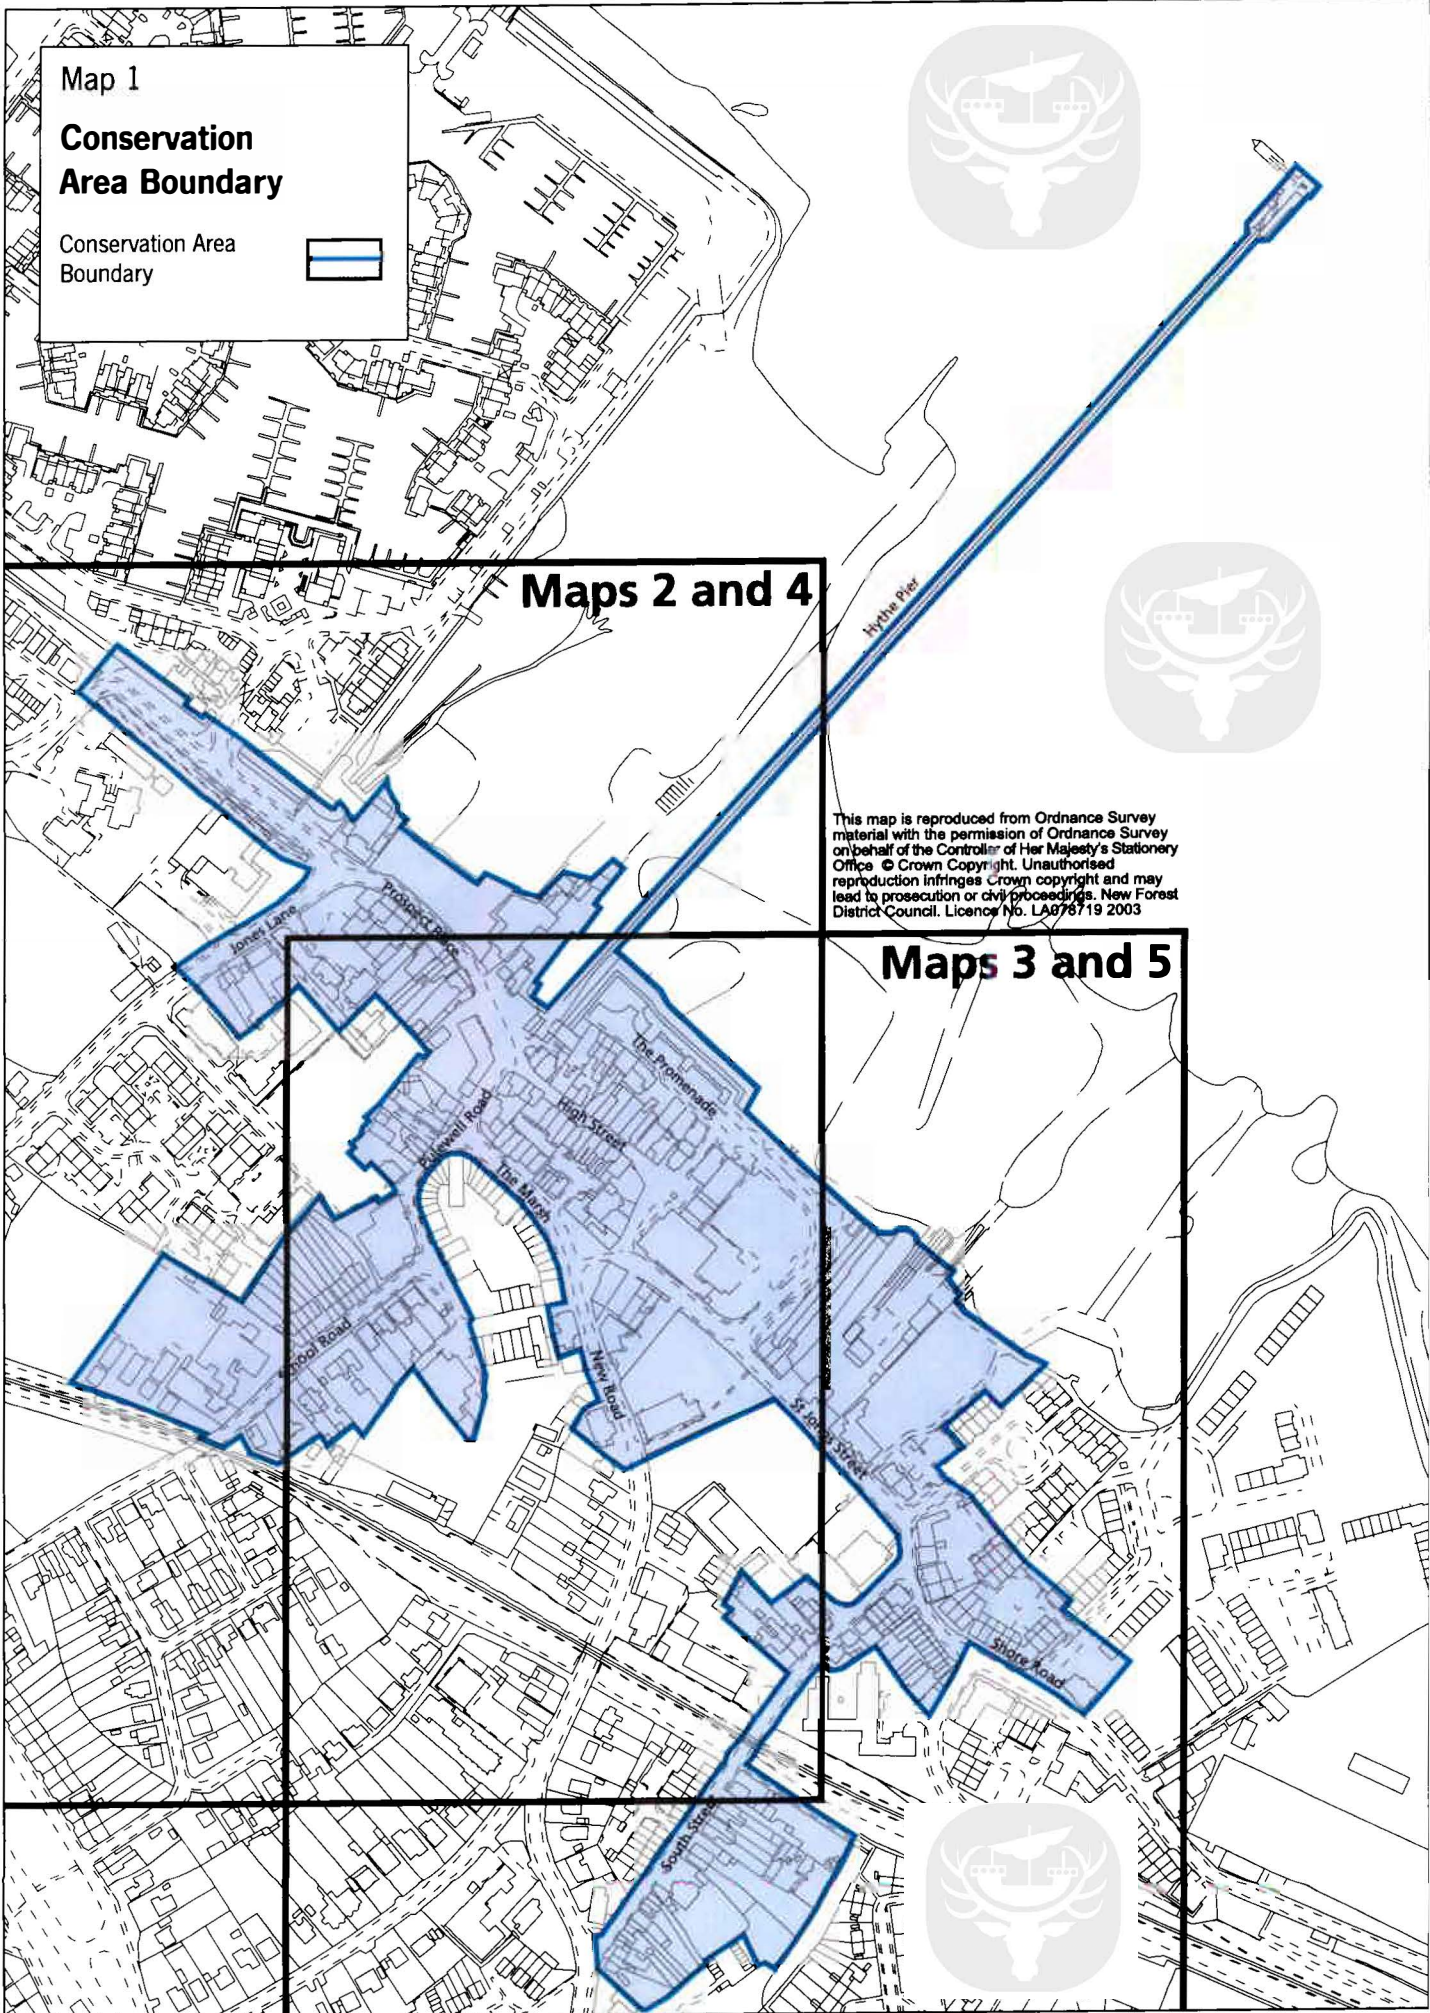 Map 1
Conservation
Area Boundary
Conservation Area
Boundary
Maps 2 and 4
Hythe Pier
This map is reproduced from Ordnance Survey
material with the permission of Ordnance Survey
on behalf of the Controller of Her Majesty's Stationery
Office © Crown Copyright. Unauthorised
reproduction infringes Crown copyright and may
lead to prosecution or civil proceedings. New Forest
District Council. Licence No. LA078719 2003
Prospect Place
Jones Lane
Maps 3 and 5
The Promenade
High Street
Pylewell Road
The Marsh
School Road
New Road
St Johns Street
Shore Road
South Street